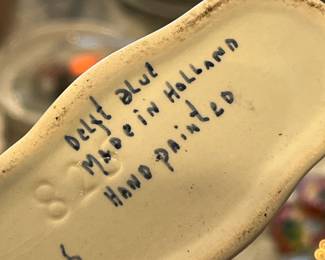 Delft Blue
Made in Holland
Hand painted